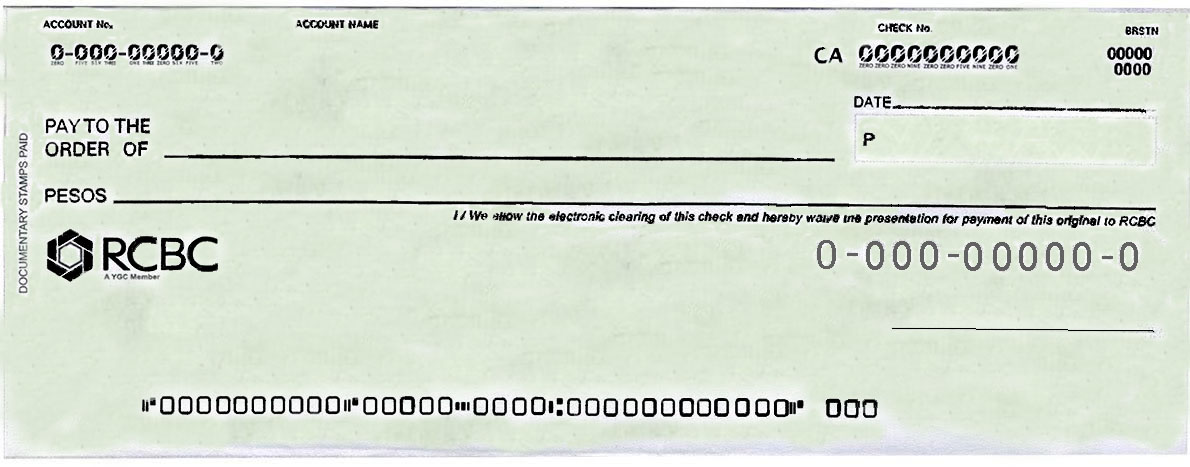 ACCOUNT No. ACCOUNT NAME CHECK No. BRSTN
0-000-00000-0 CA 0000000000 00000
ZERO FIVE SIX THREE ONE THREE ZERO SIX FIVE TWO ZERO ZERO ZERO NINE ZERO ZERO FIVE NINE ZERO ONE 0000
DATE
PAY TO THE
ORDER OF P
PESOS
I / We allow the electronic clearing of this check and hereby waive the presentation for payment of this original to RCBC
RCBC 0-000-00000-0
A YGC Member
DOCUMENTARY STAMPS PAID
⑈0000000000⑈00000⑉0000⑆000000000000⑈ 000